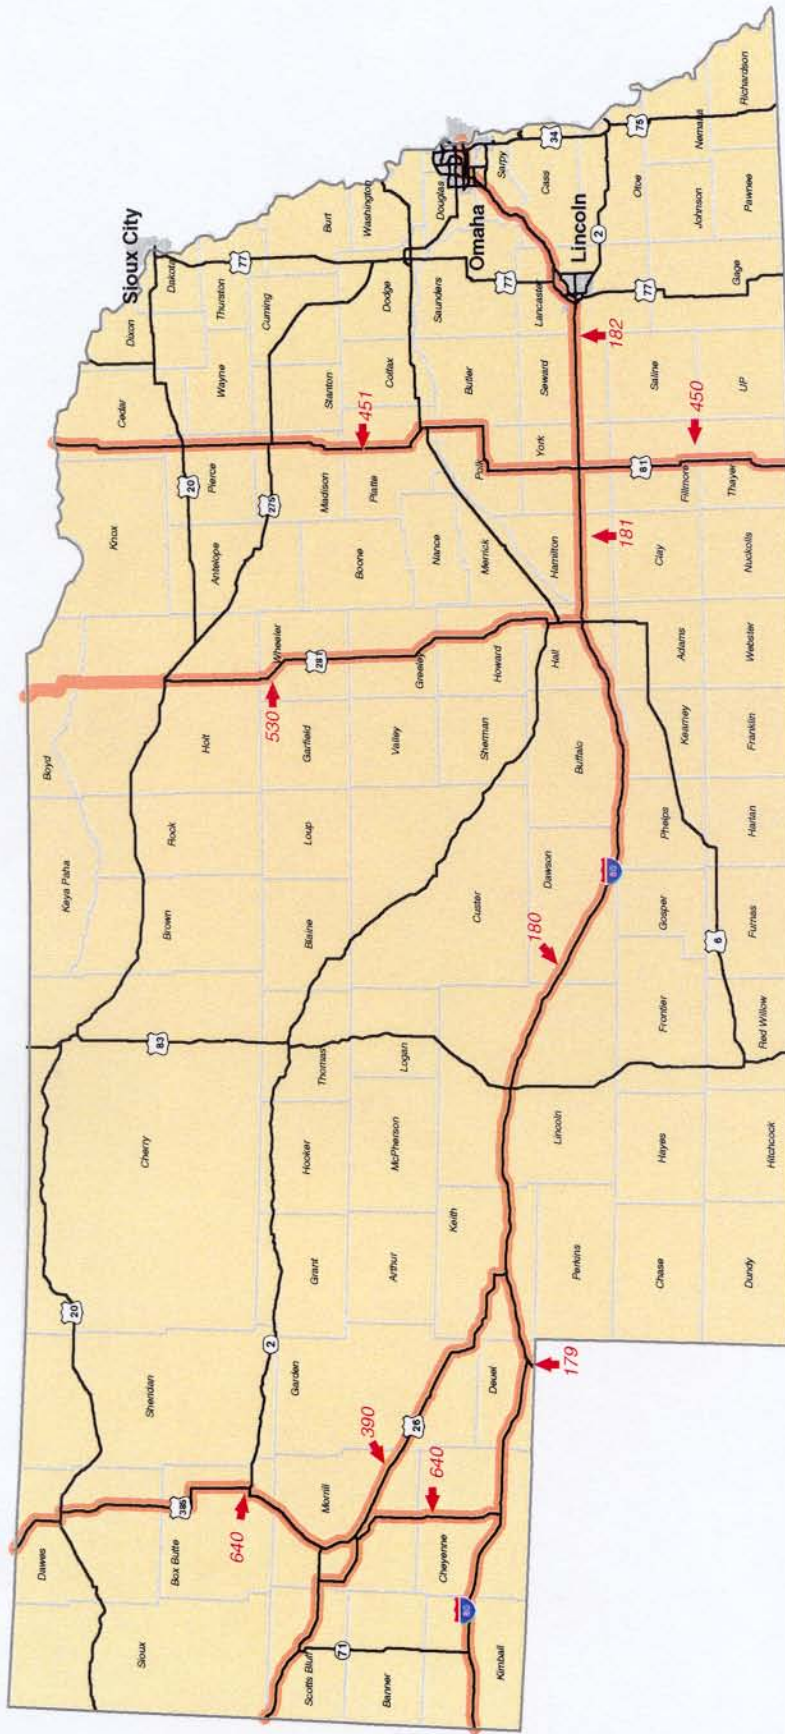 Sioux
Dawes
Box Butte
Sheridan
Cherry
Keya Paha
Boyd
Brown
Rock
Holt
Knox
Cedar
Dixon
Dakota
Sioux City
Antelope
Pierce
Wayne
Thurston
Scotts Bluff
Banner
Kimball
Morrill
Cheyenne
Garden
Deuel
Grant
Hooker
Thomas
Blaine
Loup
Garfield
Wheeler
Madison
Stanton
Cuming
Burt
Arthur
McPherson
Logan
Custer
Valley
Greeley
Boone
Platte
Colfax
Dodge
Washington
Keith
Perkins
Lincoln
Dawson
Buffalo
Sherman
Howard
Hall
Nance
Merrick
Hamilton
Polk
York
Butler
Seward
Saunders
Lancaster
Douglas
Sarpy
Cass
Omaha
Lincoln
Chase
Hayes
Frontier
Gosper
Phelps
Kearney
Adams
Clay
Fillmore
Saline
Otoe
Dundy
Hitchcock
Red Willow
Furnas
Harlan
Franklin
Webster
Nuckolls
Thayer
UP
Gage
Johnson
Nemaha
Pawnee
Richardson
20
20
385
2
26
71
80
80
83
6
281
275
81
77
77
77
34
75
2
640
640
390
179
180
530
181
451
450
182